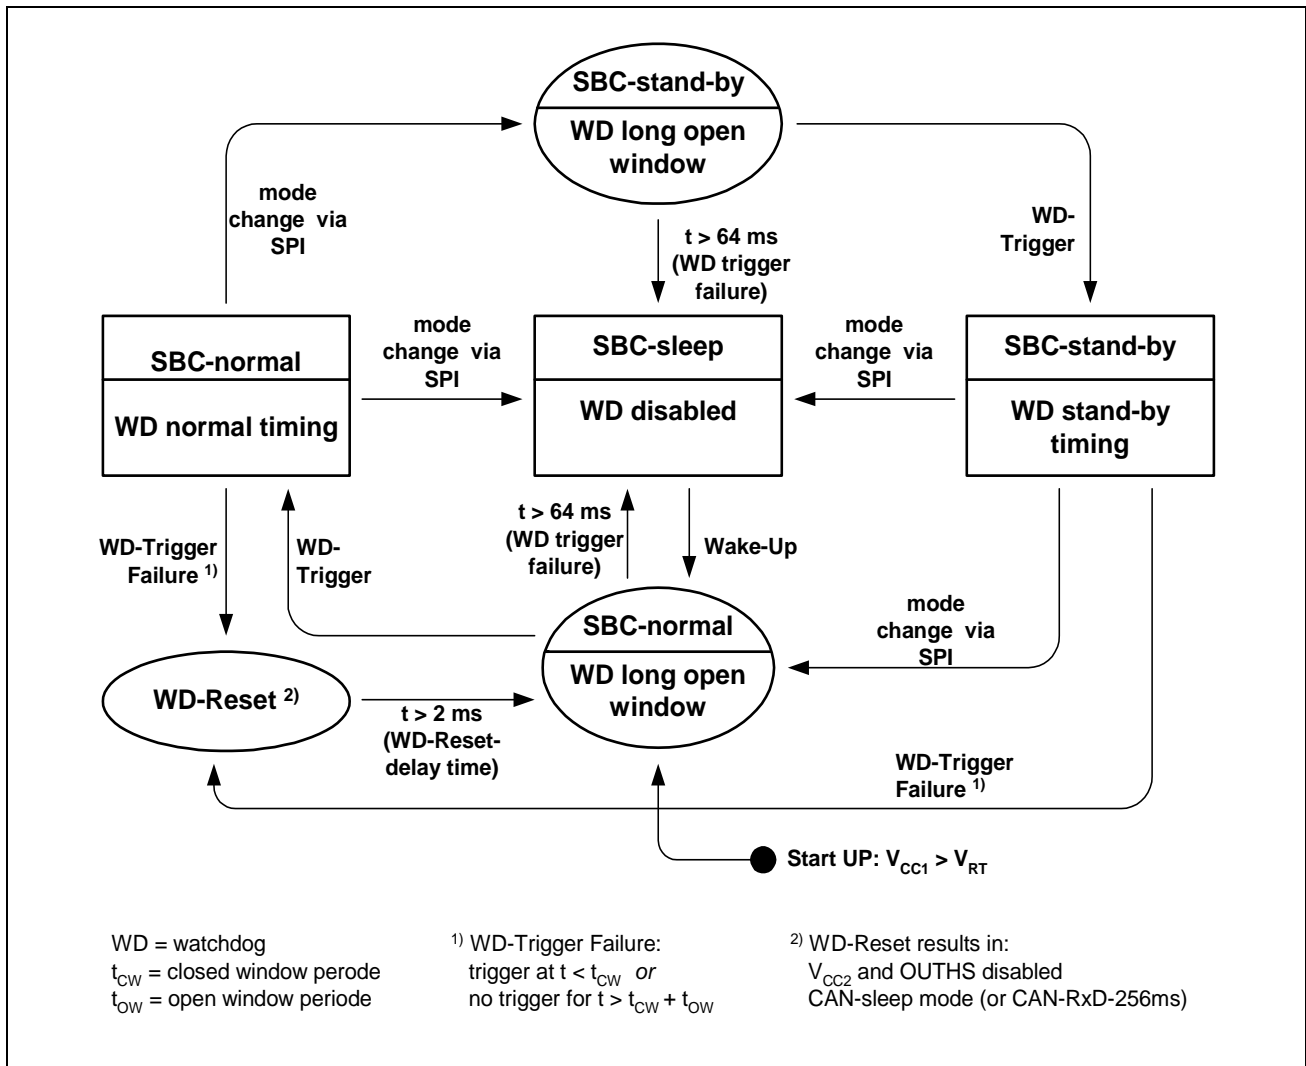 SBC-stand-by
WD long open
window
mode
change via
SPI
WD-
Trigger
t > 64 ms
(WD trigger
failure)
SBC-normal
WD normal timing
mode
change via
SPI
SBC-sleep
WD disabled
mode
change via
SPI
SBC-stand-by
WD stand-by
timing
WD-Trigger
Failure 1)
WD-
Trigger
t > 64 ms
(WD trigger
failure)
Wake-Up
SBC-normal
WD long open
window
mode
change via
SPI
WD-Reset 2)
t > 2 ms
(WD-Reset-
delay time)
WD-Trigger
Failure 1)
Start UP: VCC1 > VRT
WD = watchdog
tCW = closed window perode
tOW = open window periode
1) WD-Trigger Failure:
trigger at t < tCW or
no trigger for t > tCW + tOW
2) WD-Reset results in:
VCC2 and OUTHS disabled
CAN-sleep mode (or CAN-RxD-256ms)